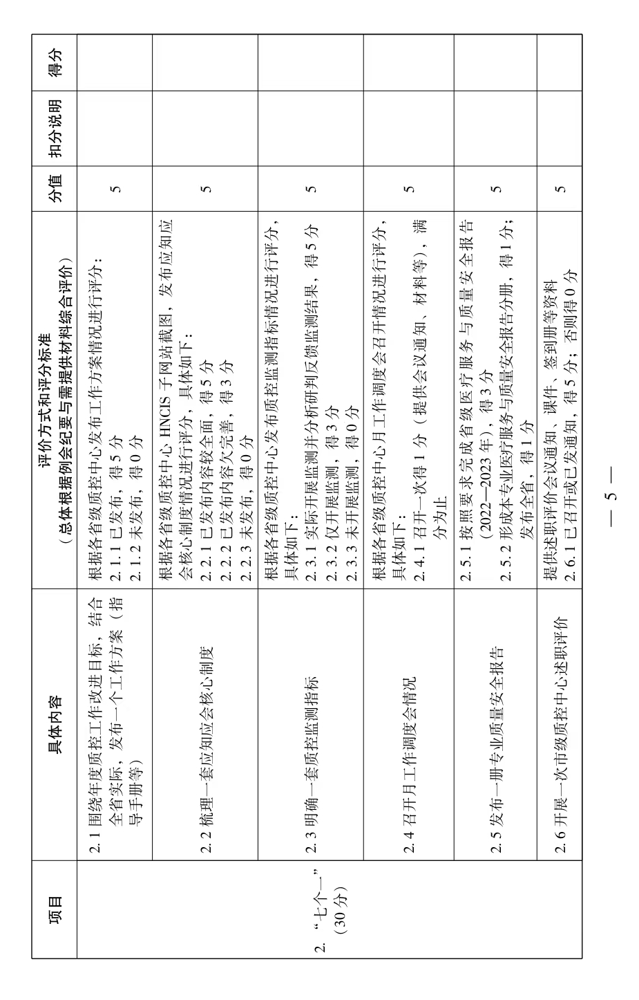 项目
具体内容
评价方式和评分标准
（总体根据例会纪要与需提供材料综合评价）
分值
扣分说明
得分
2. “七个一”
（30 分）
2. 1 围绕年度质控工作改进目标，结合
全省实际，发布一个工作方案（指
导手册等）
根据各省级质控中心发布工作方案情况进行评分：
2. 1. 1 已发布，得 5 分
2. 1. 2 未发布，得 0 分
5
2. 2 梳理一套应知应会核心制度
根据各省级质控中心 HNCIS 子网站截图，发布应知应
会核心制度情况进行评分，具体如下：
2. 2. 1 已发布内容较全面，得 5 分
2. 2. 2 已发布内容欠完善，得 3 分
2. 2. 3 未发布，得 0 分
5
2. 3 明确一套质控监测指标
根据各省级质控中心发布质控监测指标情况进行评分，
具体如下：
2. 3. 1 实际开展监测并分析研判反馈监测结果，得 5 分
2. 3. 2 仅开展监测，得 3 分
2. 3. 3 未开展监测，得 0 分
5
2. 4 召开月工作调度会情况
根据各省级质控中心月工作调度会召开情况进行评分，
具体如下：
2. 4. 1 召开一次得 1 分（提供会议通知、材料等），满
分为止
5
2. 5 发布一册专业质量安全报告
2. 5. 1 按照要求完成省级医疗服务与质量安全报告
（2022—2023 年），得 3 分
2. 5. 2 形成本专业医疗服务与质量安全报告分册，得 1 分；
发布全省，得 1 分
5
2. 6 开展一次市级质控中心述职评价
提供述职评价会议通知、课件、签到册等资料
2. 6. 1 已召开或已发通知，得 5 分；否则得 0 分
5
— 5 —